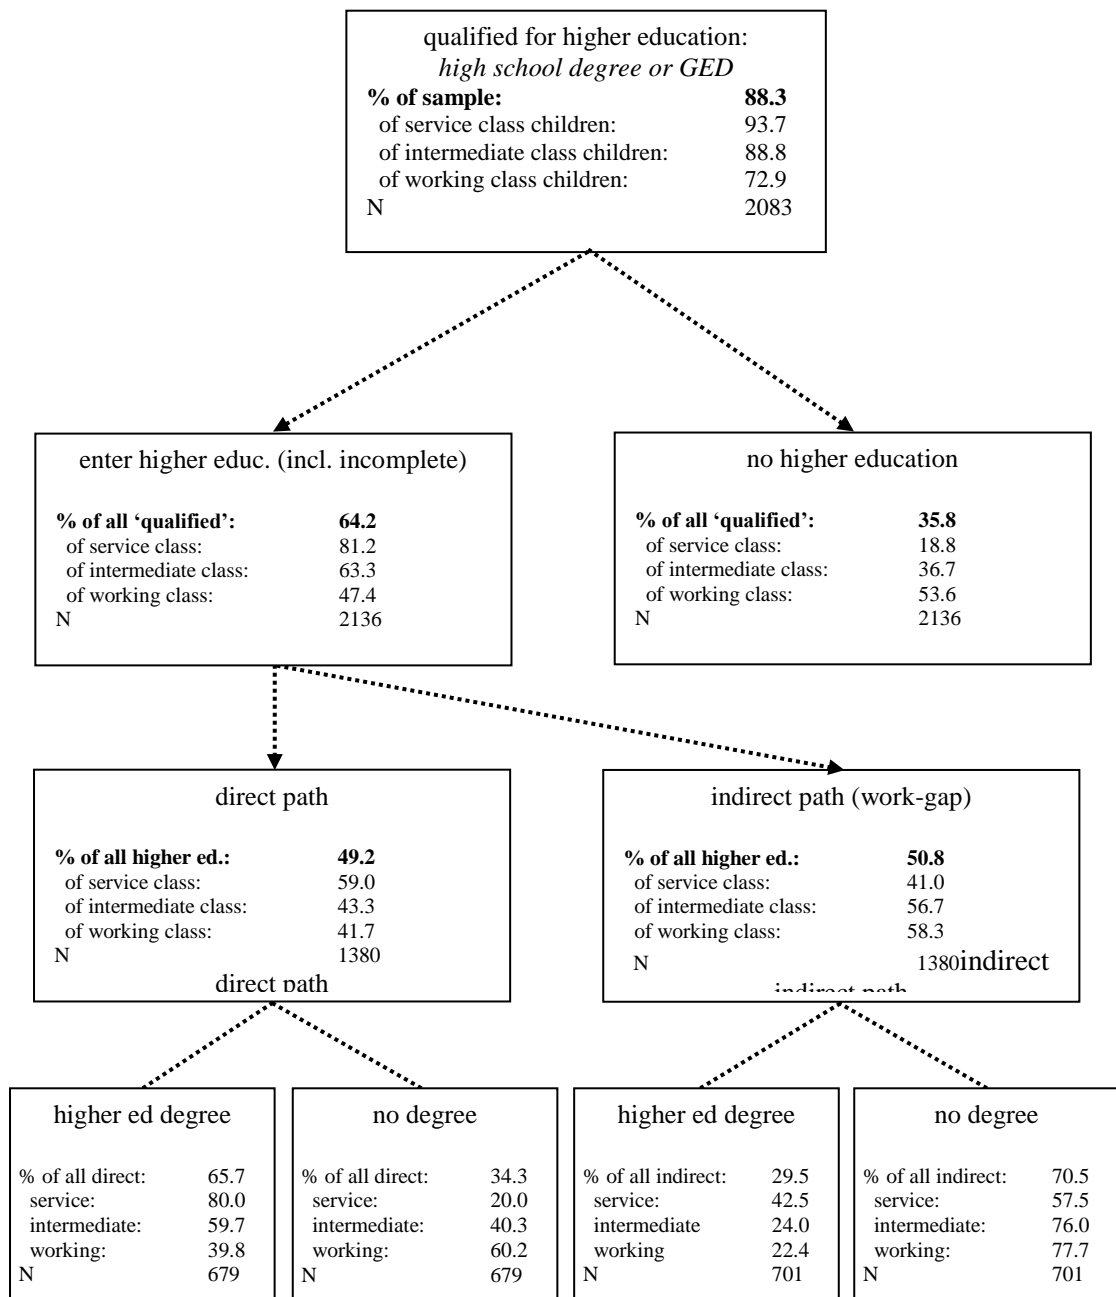 qualified for higher education:
high school degree or GED
% of sample: 88.3
of service class children: 93.7
of intermediate class children: 88.8
of working class children: 72.9
N 2083
enter higher educ. (incl. incomplete)
% of all ‘qualified’: 64.2
of service class: 81.2
of intermediate class: 63.3
of working class: 47.4
N 2136
no higher education
% of all ‘qualified’: 35.8
of service class: 18.8
of intermediate class: 36.7
of working class: 53.6
N 2136
direct path
% of all higher ed.: 49.2
of service class: 59.0
of intermediate class: 43.3
of working class: 41.7
N 1380
direct path
indirect path (work-gap)
% of all higher ed.: 50.8
of service class: 41.0
of intermediate class: 56.7
of working class: 58.3
N 1380indirect
indirect path
higher ed degree
% of all direct: 65.7
service: 80.0
intermediate: 59.7
working: 39.8
N 679
no degree
% of all direct: 34.3
service: 20.0
intermediate: 40.3
working: 60.2
N 679
higher ed degree
% of all indirect: 29.5
service: 42.5
intermediate 24.0
working 22.4
N 701
no degree
% of all indirect: 70.5
service: 57.5
intermediate: 76.0
working: 77.7
N 701